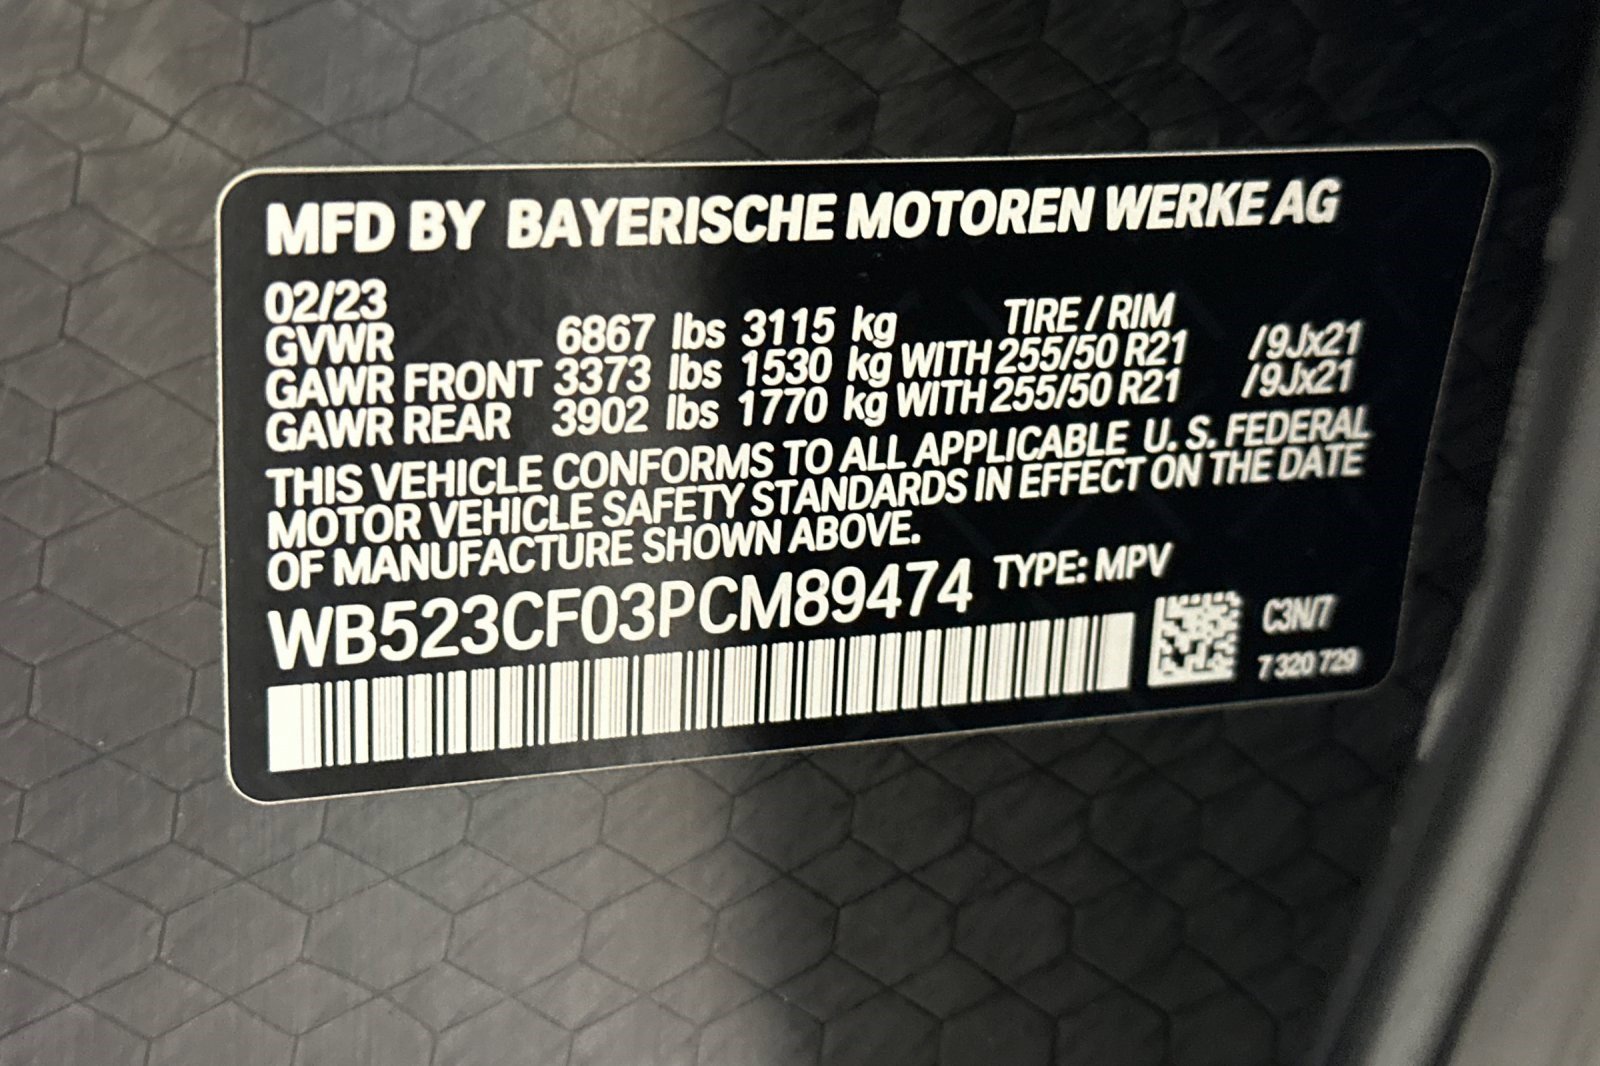 MFD BY BAYERISCHE MOTOREN WERKE AG
02/23
TIRE / RIM
GVWR 6867 lbs 3115 kg
GAWR FRONT 3373 lbs 1530 kg WITH 255/50 R21 /9Jx21
GAWR REAR 3902 lbs 1770 kg WITH 255/50 R21 /9Jx21
THIS VEHICLE CONFORMS TO ALL APPLICABLE U. S. FEDERAL
MOTOR VEHICLE SAFETY STANDARDS IN EFFECT ON THE DATE
OF MANUFACTURE SHOWN ABOVE.
WB523CF03PCM89474 TYPE: MPV
C3N/7
7 320 729